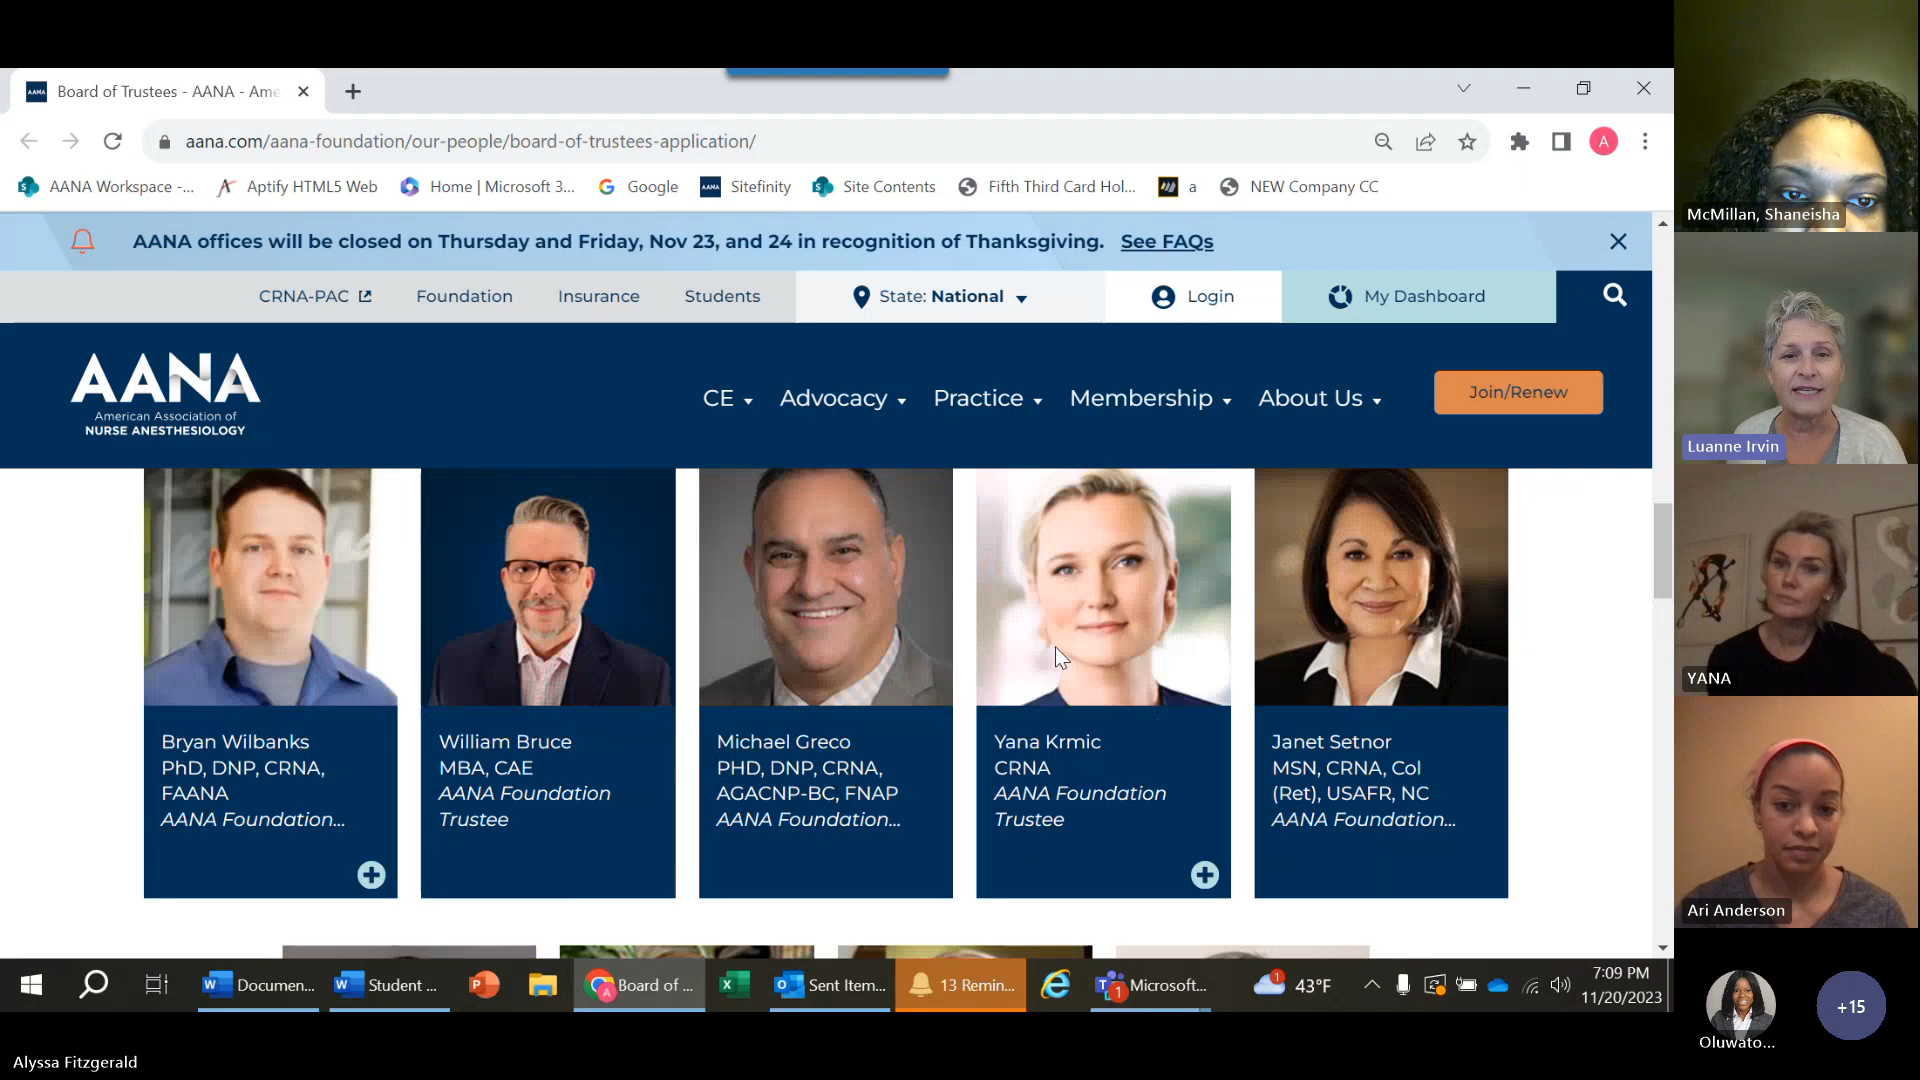 AANA
Board of Trustees - AANA - Ame
aana.com/aana-foundation/our-people/board-of-trustees-application/
A
AANA Workspace -...
Aptify HTML5 Web
Home | Microsoft 3...
Google
AANA
Sitefinity
Site Contents
Fifth Third Card Hol...
a
NEW Company CC
AANA offices will be closed on Thursday and Friday, Nov 23, and 24 in recognition of Thanksgiving. See FAQs
CRNA-PAC
Foundation
Insurance
Students
State: National
Login
My Dashboard
AANA
American Association of
NURSE ANESTHESIOLOGY
CE
Advocacy
Practice
Membership
About Us
Join/Renew
Bryan Wilbanks
PhD, DNP, CRNA,
FAANA
AANA Foundation...
William Bruce
MBA, CAE
AANA Foundation
Trustee
Michael Greco
PHD, DNP, CRNA,
AGACNP-BC, FNAP
AANA Foundation...
Yana Krmic
CRNA
AANA Foundation
Trustee
Janet Setnor
MSN, CRNA, Col
(Ret), USAFR, NC
AANA Foundation...
Documen...
Student ...
Board of ...
Sent Item...
13 Remin...
1
Microsoft...
1
43°F
7:09 PM
11/20/2023
McMillan, Shaneisha
Luanne Irvin
YANA
Ari Anderson
Oluwato...
+15
Alyssa Fitzgerald